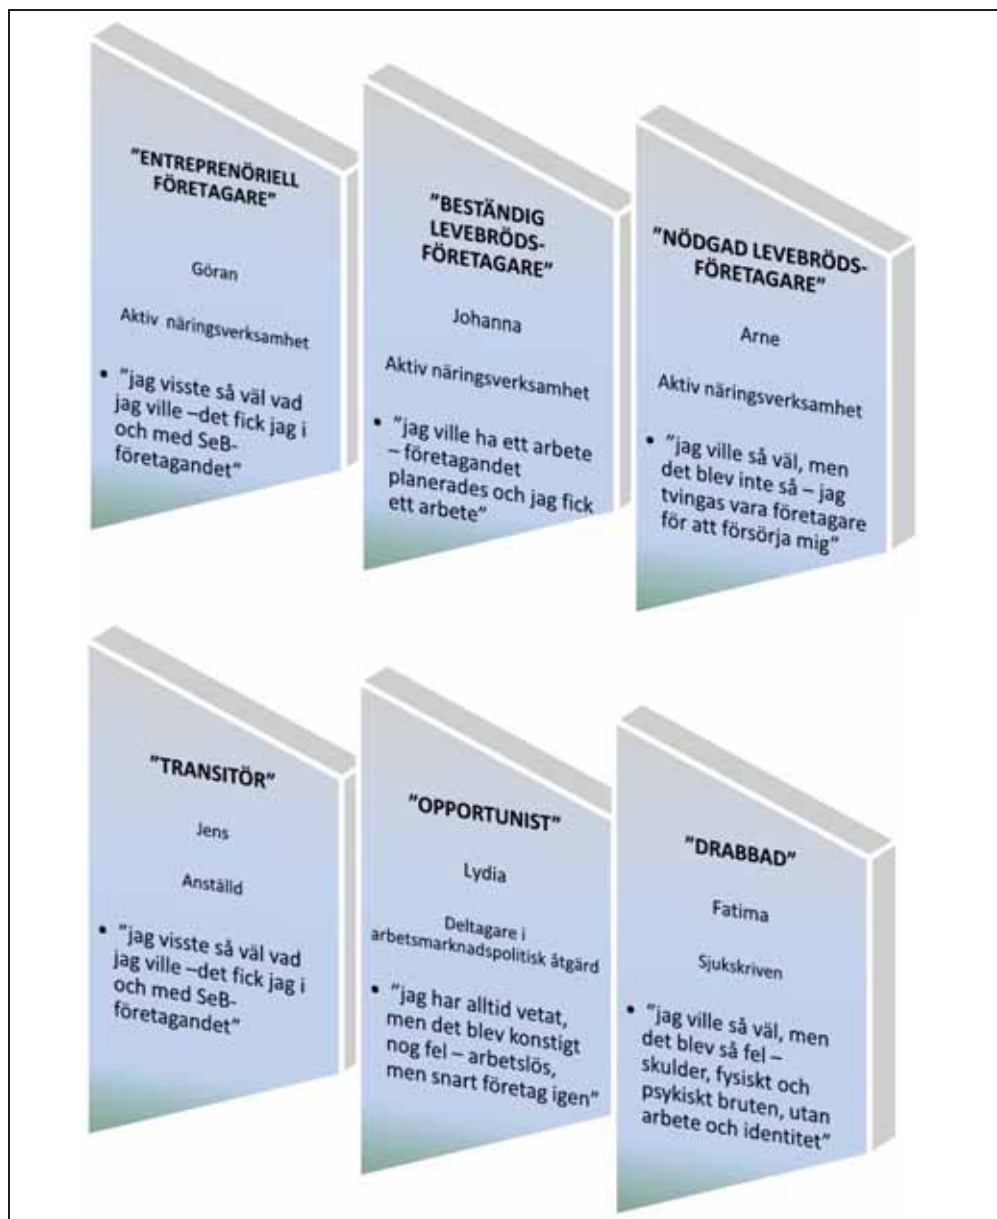 "ENTREPRENÖRIELL
FÖRETAGARE"
Göran
Aktiv näringsverksamhet
• "jag visste så väl vad
jag ville –det fick jag i
och med SeB-
företagandet"
"BESTÄNDIG
LEVEBRÖDS-
FÖRETAGARE"
Johanna
Aktiv näringsverksamhet
• "jag ville ha ett arbete
– företagandet
planerades och jag fick
ett arbete"
"NÖDGAD LEVEBRÖDS-
FÖRETAGARE"
Arne
Aktiv näringsverksamhet
• "jag ville så väl, men
det blev inte så – jag
tvingas vara företagare
för att försörja mig"
"TRANSITÖR"
Jens
Anställd
• "jag visste så väl vad
jag ville –det fick jag i
och med SeB-
företagandet"
"OPPORTUNIST"
Lydia
Deltagare i
arbetsmarknadspolitisk åtgärd
• "jag har alltid vetat,
men det blev konstigt
nog fel – arbetslös,
men snart företag igen"
"DRABBAD"
Fatima
Sjukskriven
• "jag ville så väl, men
det blev så fel –
skulder, fysiskt och
psykiskt bruten, utan
arbete och identitet"